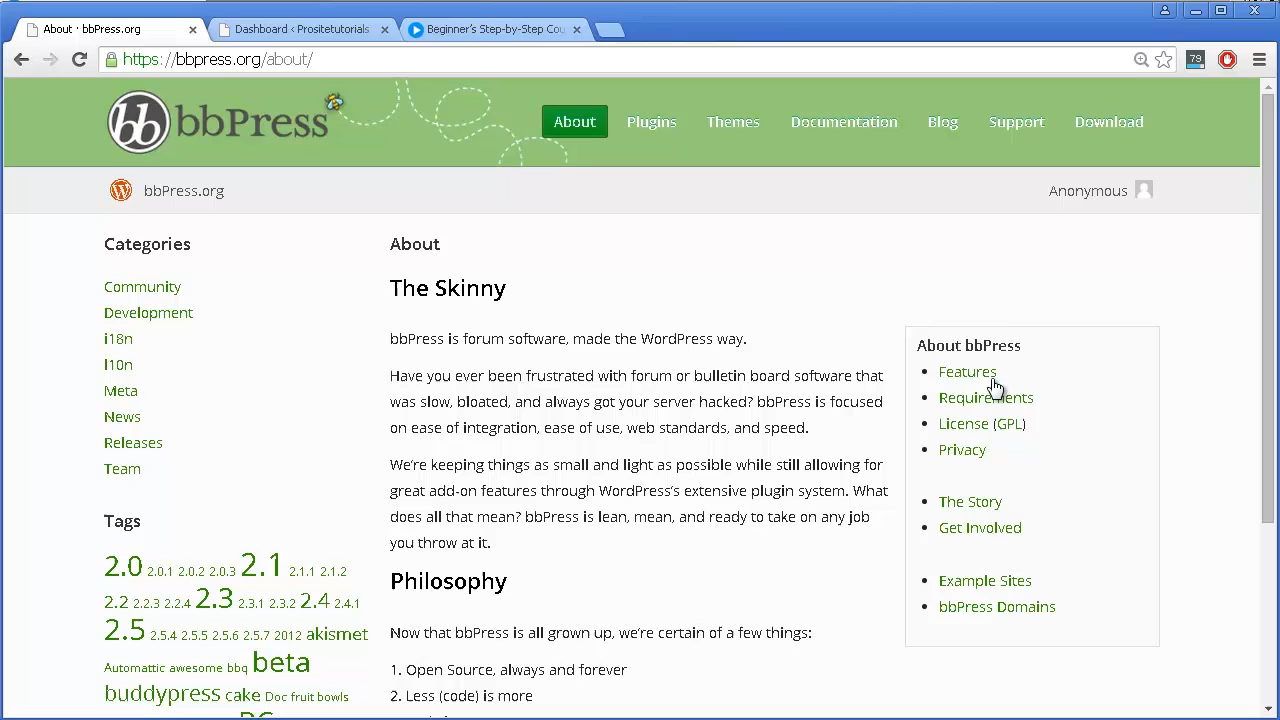 About · bbPress.org
Dashboard ‹ Prositetutorials
Beginner's Step-by-Step Cou
https://bbpress.org/about/
79
bb bbPress
About Plugins Themes Documentation Blog Support Download
bbPress.org
Anonymous
Categories
Community
Development
i18n
l10n
Meta
News
Releases
Team
Tags
2.0 2.0.1 2.0.2 2.0.3 2.1 2.1.1 2.1.2
2.2 2.2.3 2.2.4 2.3 2.3.1 2.3.2 2.4 2.4.1
2.5 2.5.4 2.5.5 2.5.6 2.5.7 2012 akismet
Automattic awesome bbq beta
buddypress cake Doc fruit bowls
About
The Skinny
bbPress is forum software, made the WordPress way.
Have you ever been frustrated with forum or bulletin board software that
was slow, bloated, and always got your server hacked? bbPress is focused
on ease of integration, ease of use, web standards, and speed.
We're keeping things as small and light as possible while still allowing for
great add-on features through WordPress's extensive plugin system. What
does all that mean? bbPress is lean, mean, and ready to take on any job
you throw at it.
Philosophy
Now that bbPress is all grown up, we're certain of a few things:
1. Open Source, always and forever
2. Less (code) is more
About bbPress
Features
Requirements
License (GPL)
Privacy
The Story
Get Involved
Example Sites
bbPress Domains